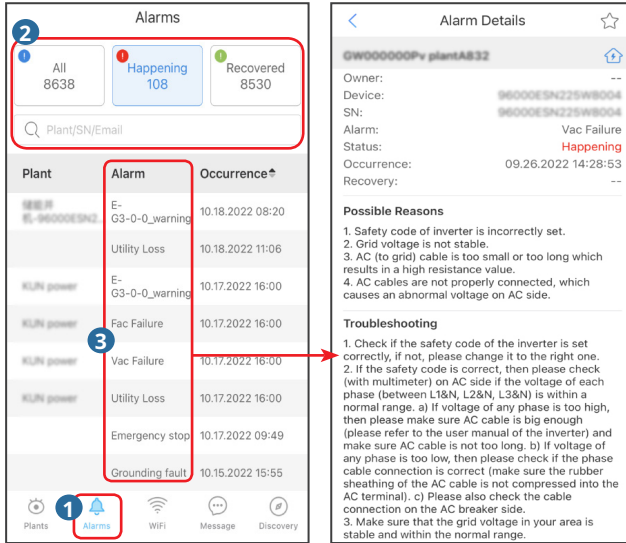 Alarms
2
All
8638
Happening
108
Recovered
8530
Plant/SN/Email
Plant
Alarm
Occurrence
E-
G3-0-0_warning
10.18.2022 08:20
Utility Loss
10.18.2022 11:06
KUN power
E-
G3-0-0_warning
10.17.2022 16:00
KUN power
Fac Failure
10.17.2022 16:00
3
KUN power
Vac Failure
10.17.2022 16:00
KUN power
Utility Loss
10.17.2022 16:00
Emergency stop
10.17.2022 09:49
Grounding fault
10.15.2022 15:55
1
Plants
Alarms
WiFi
Message
Discovery
Alarm Details
Owner:
--
Device:
96000ESN225W8004
SN:
96000ESN225W8004
Alarm:
Vac Failure
Status:
Happening
Occurrence:
09.26.2022 14:28:53
Recovery:
--
Possible Reasons
1. Safety code of inverter is incorrectly set.
2. Grid voltage is not stable.
3. AC (to grid) cable is too small or too long which
results in a high resistance value.
4. AC cables are not properly connected, which
causes an abnormal voltage on AC side.
Troubleshooting
1. Check if the safety code of the inverter is set
correctly, if not, please change it to the right one.
2. If the safety code is correct, then please check
(with multimeter) on AC side if the voltage of each
phase (between L1&N, L2&N, L3&N) is within a
normal range. a) If voltage of any phase is too high,
then please make sure AC cable is big enough
(please refer to the user manual of the inverter) and
make sure AC cable is not too long. b) If voltage of
any phase is too low, then please check if the phase
cable connection is correct (make sure the rubber
sheathing of the AC cable is not compressed into the
AC terminal). c) Please also check the cable
connection on the AC breaker side.
3. Make sure that the grid voltage in your area is
stable and within the normal range.